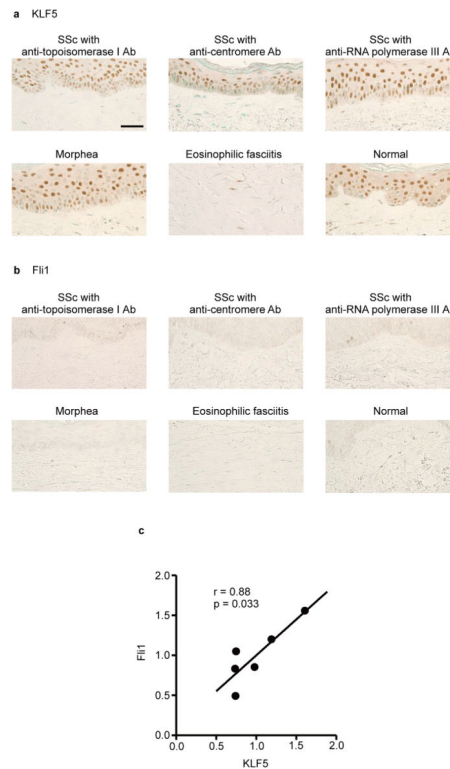 a KLF5
SSc with SSc with SSc with
anti-topoisomerase I Ab anti-centromere Ab anti-RNA polymerase III A
Morphea Eosinophilic fasciitis Normal
b Fli1
SSc with SSc with SSc with
anti-topoisomerase I Ab anti-centromere Ab anti-RNA polymerase III A
Morphea Eosinophilic fasciitis Normal
c
2.0
r = 0.88
p = 0.033
1.5
Fli1
1.0
0.5
0.0
0.0 0.5 1.0 1.5 2.0
KLF5